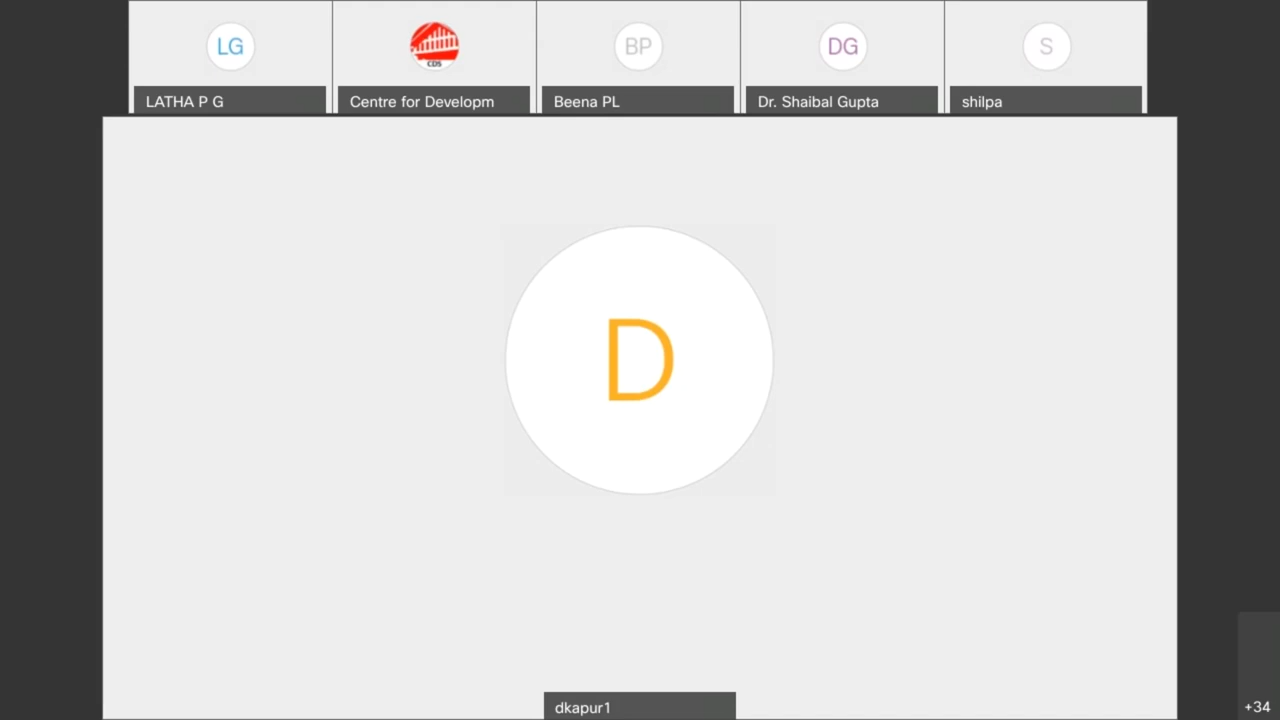 LG
CDS
BP
DG
S
LATHA P G
Centre for Developm
Beena PL
Dr. Shaibal Gupta
shilpa
D
dkapur1
+34